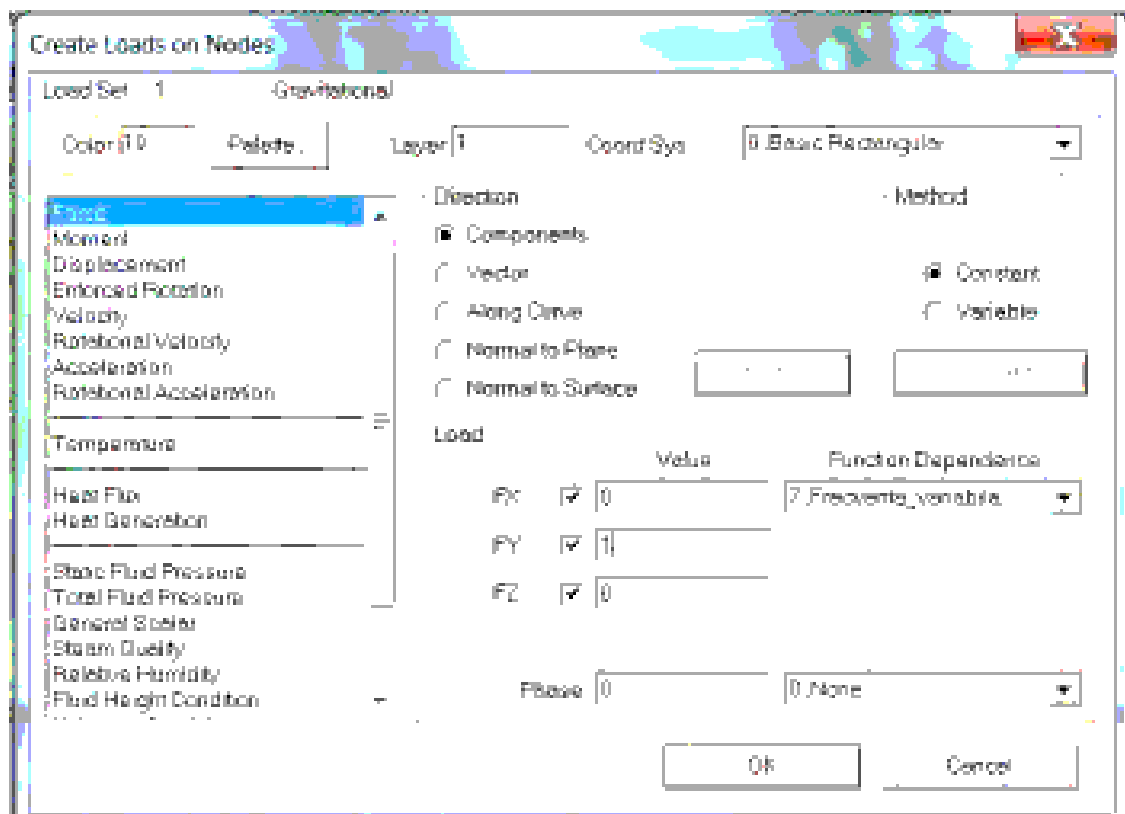 Create Loads on Nodes
Load Set 1 Gravitational
Color 10 Palette... Layer 1 Coord Sys 0..Basic Rectangular
Force
Moment
Displacement
Enforced Rotation
Velocity
Rotational Velocity
Acceleration
Rotational Acceleration
Temperature
Heat Flux
Heat Generation
Static Fluid Pressure
Total Fluid Pressure
General Scalar
Steam Quality
Relative Humidity
Fluid Height Condition
Direction
Components
Vector
Along Curve
Normal to Plane
Normal to Surface
Method
Constant
Variable
Load
Value Function Dependence
FX 0 7..Frecventa_variabila
FY 1
FZ 0
Phase 0 0..None
OK Cancel